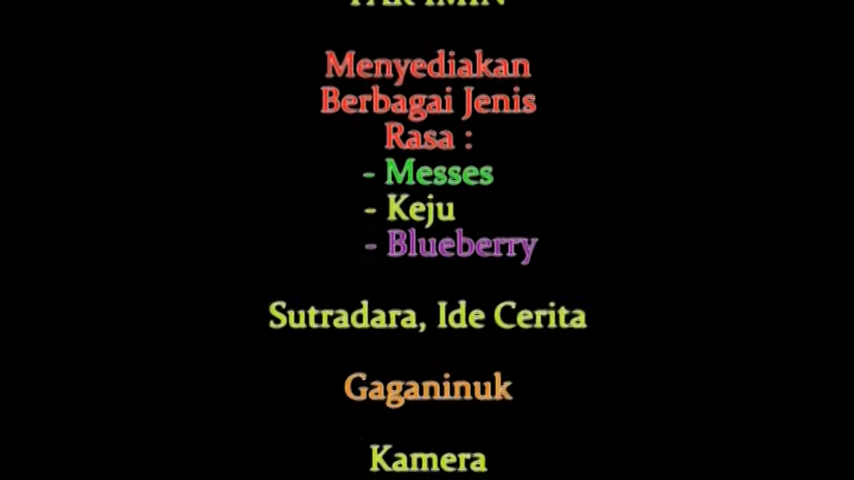 Menyediakan
Berbagai Jenis
Rasa :
- Messes
- Keju
- Blueberry
Sutradara, Ide Cerita
Gaganinuk
Kamera